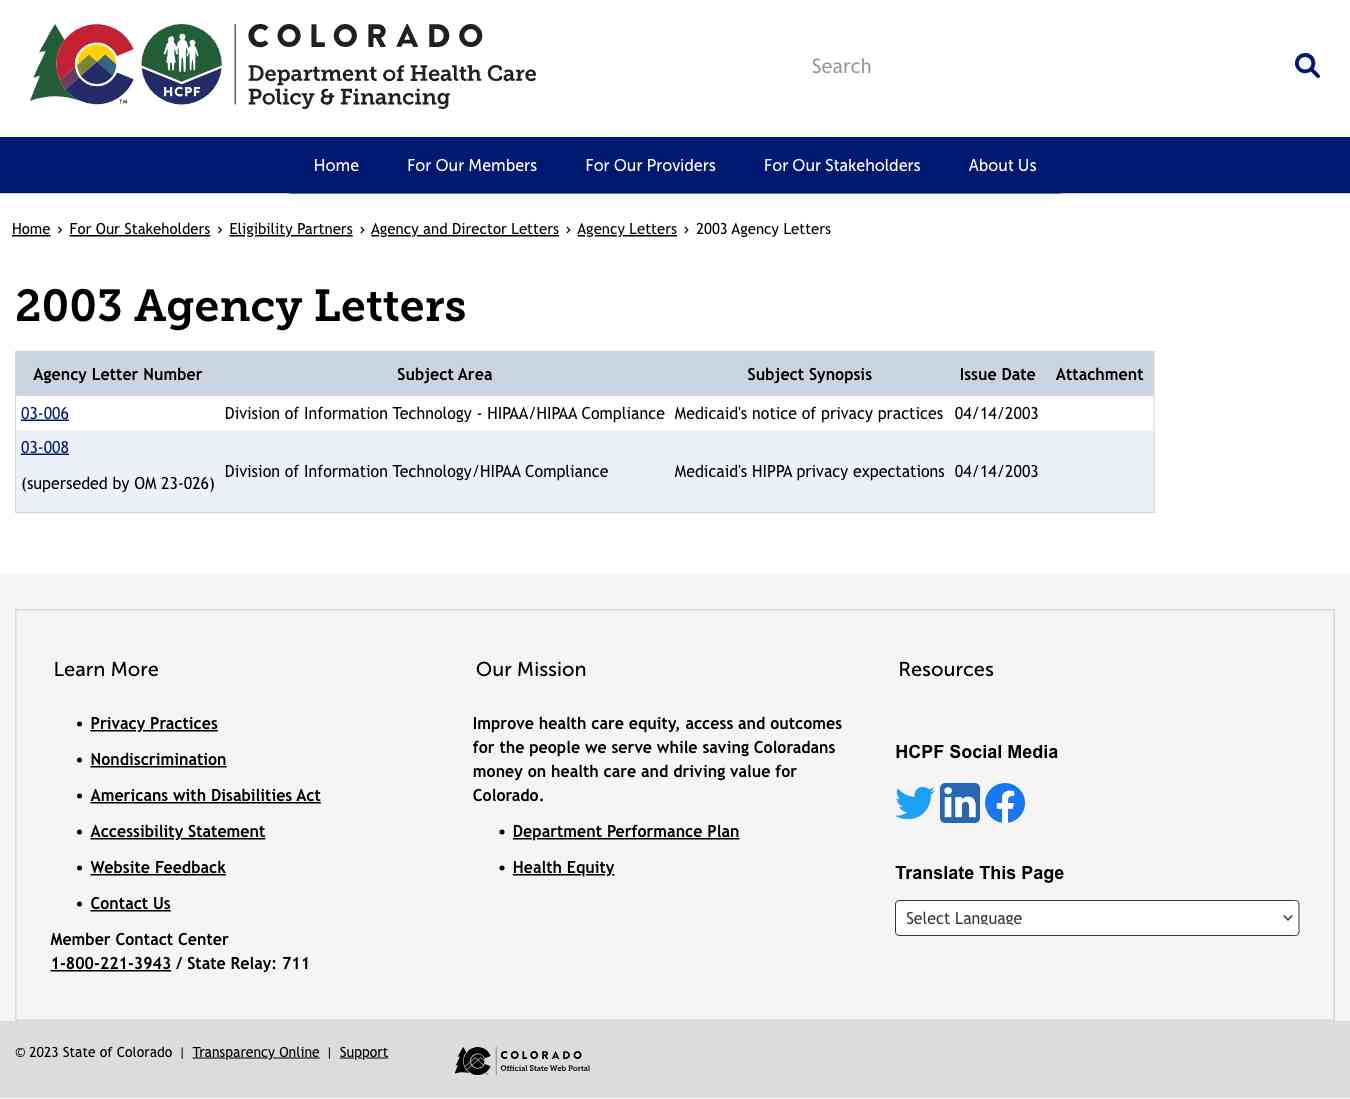 COLORADO
Department of Health Care
Policy & Financing
HCPF
TM
Search
Home
For Our Members
For Our Providers
For Our Stakeholders
About Us
Home › For Our Stakeholders › Eligibility Partners › Agency and Director Letters › Agency Letters › 2003 Agency Letters
2003 Agency Letters
Agency Letter Number Subject Area Subject Synopsis Issue Date Attachment
03-006 Division of Information Technology - HIPAA/HIPAA Compliance Medicaid's notice of privacy practices 04/14/2003
03-008
(superseded by OM 23-026) Division of Information Technology/HIPAA Compliance Medicaid's HIPPA privacy expectations 04/14/2003
Learn More
• Privacy Practices
• Nondiscrimination
• Americans with Disabilities Act
• Accessibility Statement
• Website Feedback
• Contact Us
Member Contact Center
1-800-221-3943 / State Relay: 711
Our Mission
Improve health care equity, access and outcomes
for the people we serve while saving Coloradans
money on health care and driving value for
Colorado.
• Department Performance Plan
• Health Equity
Resources
HCPF Social Media
in
Translate This Page
Select Language
© 2023 State of Colorado | Transparency Online | Support
COLORADO
Official State Web Portal